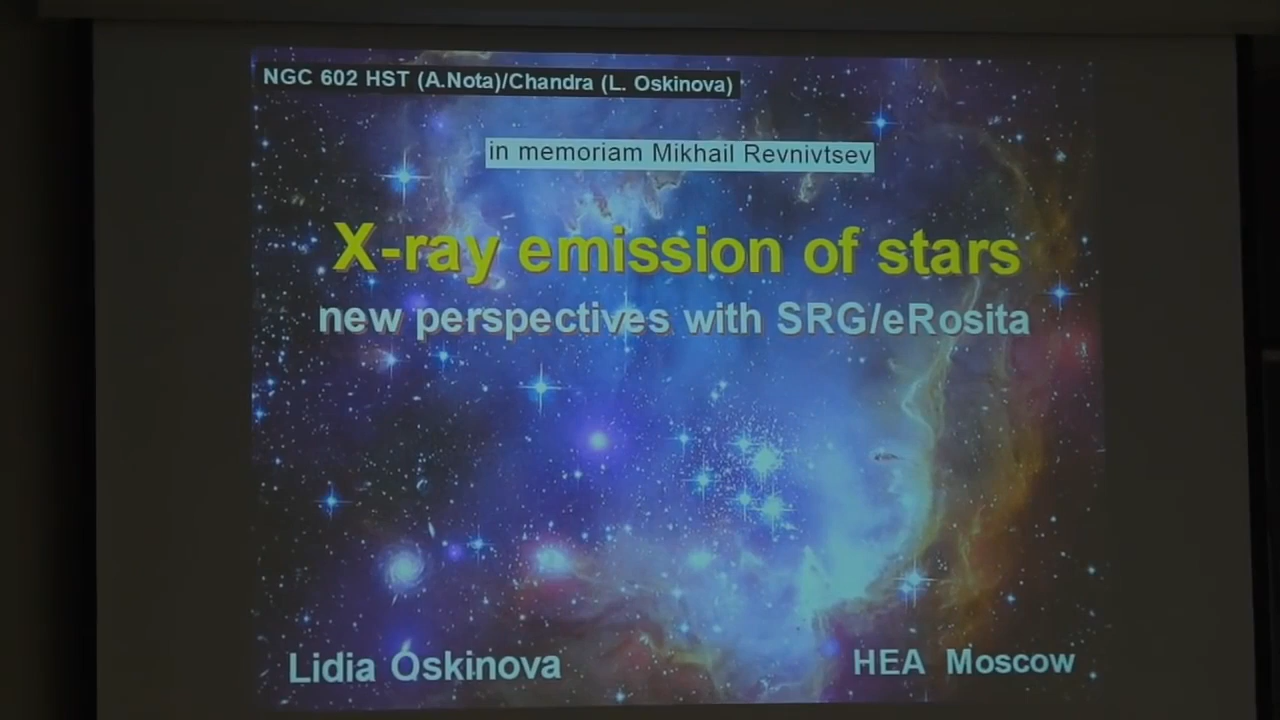 NGC 602 HST (A.Nota)/Chandra (L. Oskinova)
in memoriam Mikhail Revnivtsev
X-ray emission of stars
new perspectives with SRG/eRosita
Lidia Oskinova
HEA Moscow